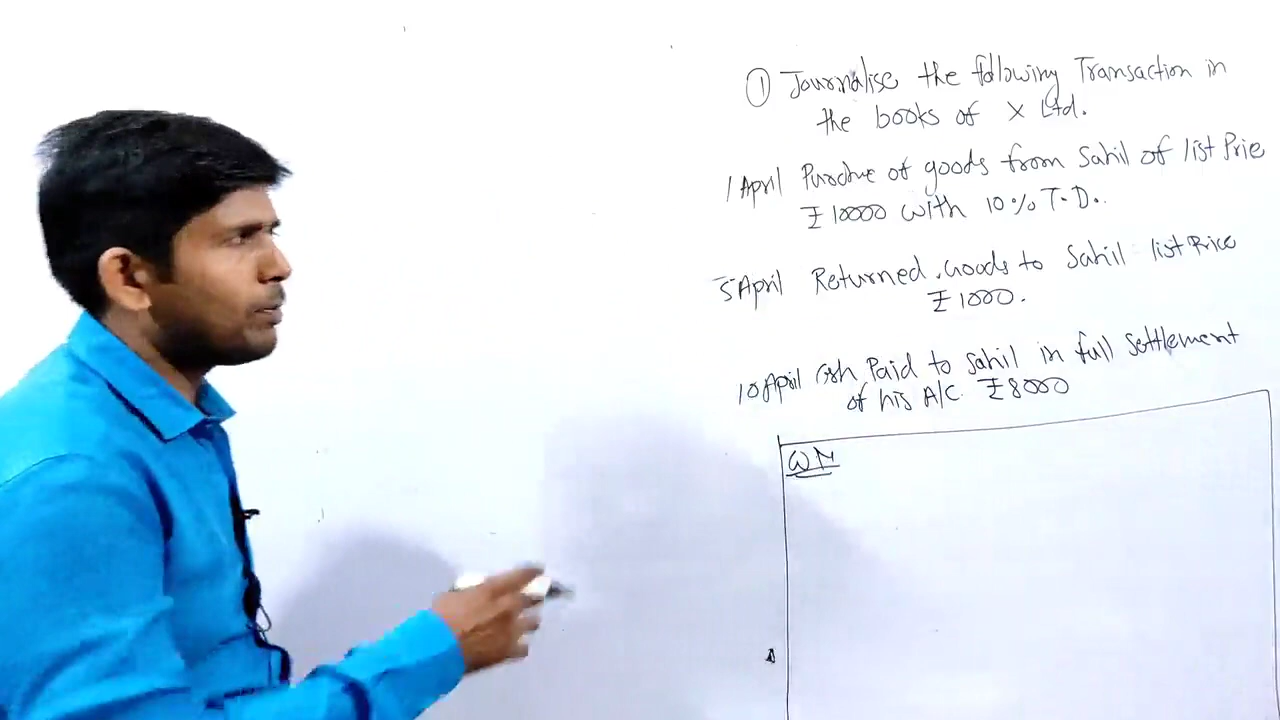 ① Journalise the following Transaction in
the books of X Ltd.
1 April Purchse of goods from Sahil of list Prie
₹ 10000 with 10% T.D.
5 April Returned Goods to Sahil list Price
₹ 1000.
10 April Cash Paid to Sahil in full Settlement
of his A/C ₹ 8000
WN